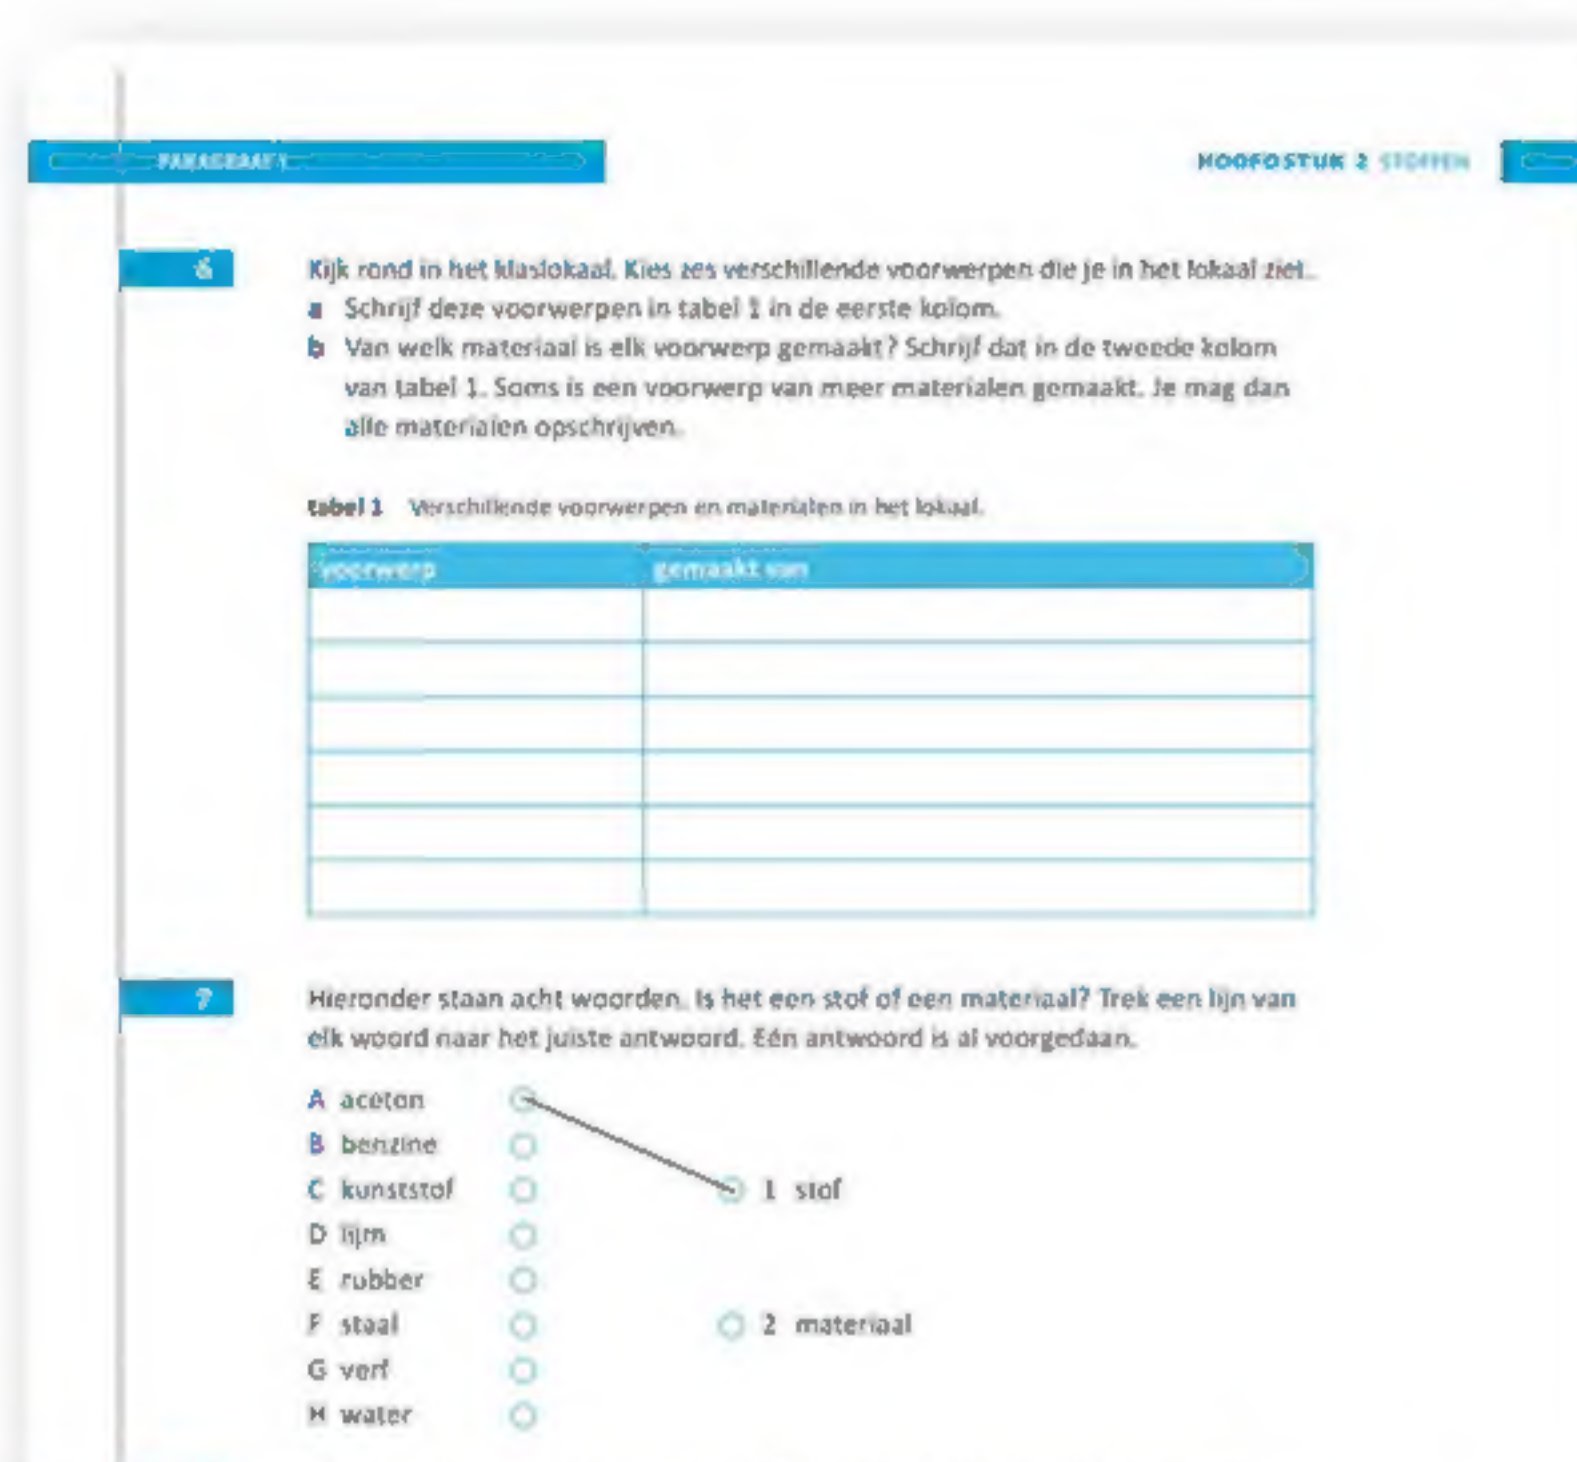 PARAGRAAF 1
HOOFDSTUK 2 STOFFEN
6
Kijk rond in het klaslokaal. Kies zes verschillende voorwerpen die je in het lokaal ziet.
a Schrijf deze voorwerpen in tabel 1 in de eerste kolom.
b Van welk materiaal is elk voorwerp gemaakt? Schrijf dat in de tweede kolom
van tabel 1. Soms is een voorwerp van meer materialen gemaakt. Je mag dan
alle materialen opschrijven.
tabel 1 Verschillende voorwerpen en materialen in het lokaal.
voorwerp gemaakt van
7
Hieronder staan acht woorden. Is het een stof of een materiaal? Trek een lijn van
elk woord naar het juiste antwoord. Eén antwoord is al voorgedaan.
A aceton
B benzine
C kunststof 1 stof
D lijm
E rubber
F staal 2 materiaal
G verf
H water